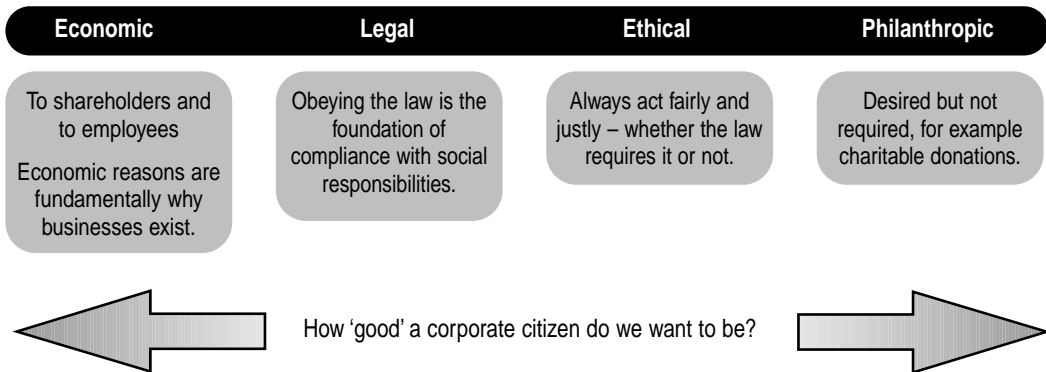 Economic
Legal
Ethical
Philanthropic
To shareholders and
to employees
Economic reasons are
fundamentally why
businesses exist.
Obeying the law is the
foundation of
compliance with social
responsibilities.
Always act fairly and
justly – whether the law
requires it or not.
Desired but not
required, for example
charitable donations.
How ‘good’ a corporate citizen do we want to be?